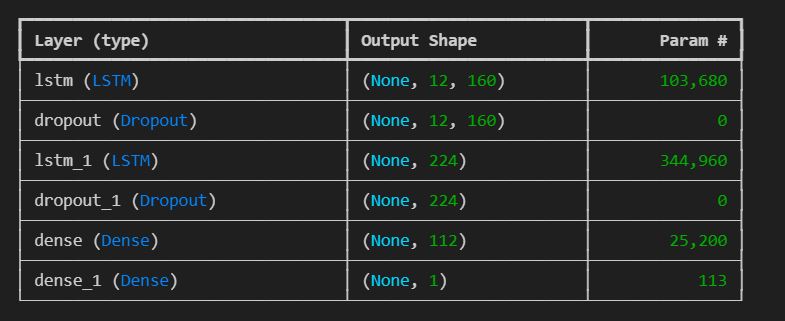 Layer (type) Output Shape Param #
lstm (LSTM) (None, 12, 160) 103,680
dropout (Dropout) (None, 12, 160) 0
lstm_1 (LSTM) (None, 224) 344,960
dropout_1 (Dropout) (None, 224) 0
dense (Dense) (None, 112) 25,200
dense_1 (Dense) (None, 1) 113